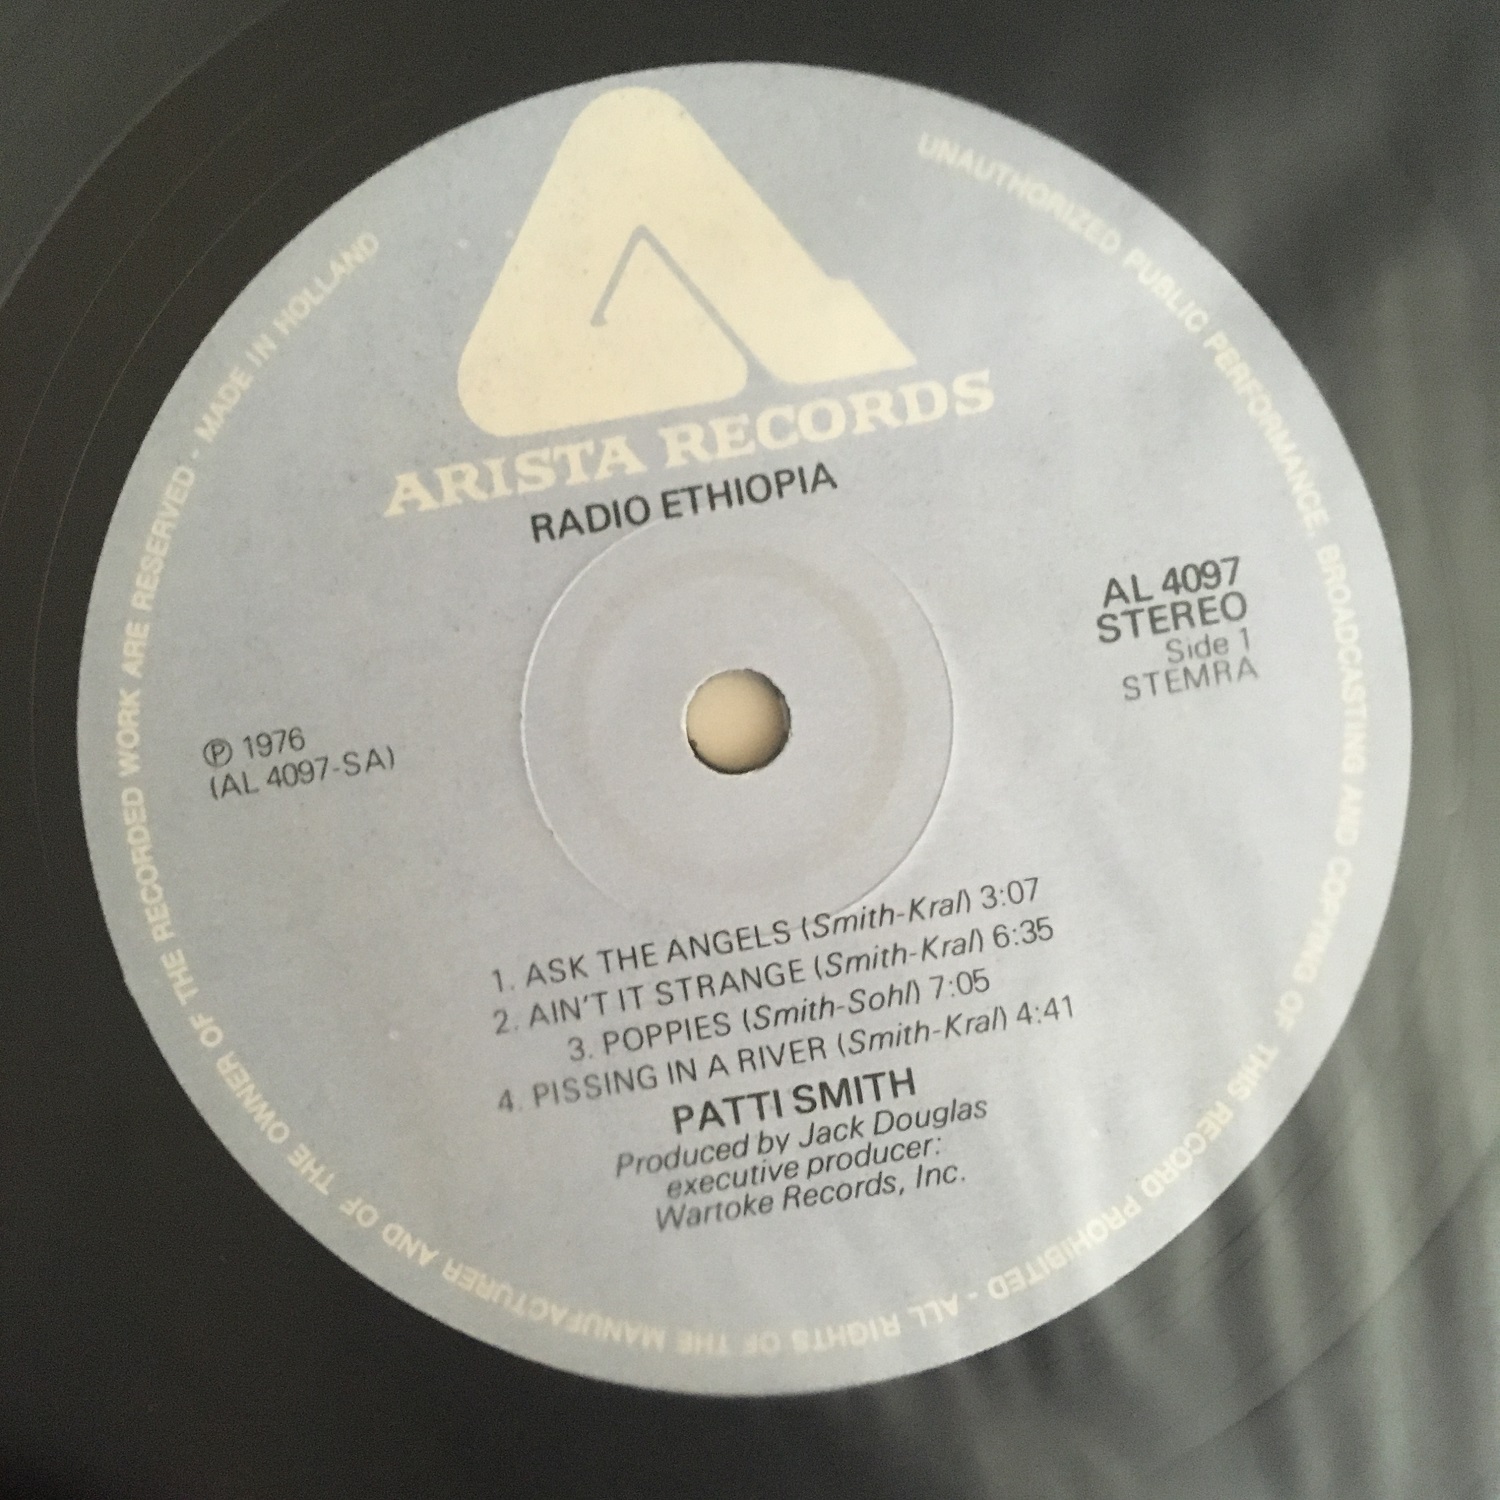 ARISTA RECORDS
RADIO ETHIOPIA
AL 4097
STEREO
Side 1
STEMRA
℗ 1976
(AL 4097-SA)
1. ASK THE ANGELS (Smith-Kral) 3:07
2. AIN'T IT STRANGE (Smith-Kral) 6:35
3. POPPIES (Smith-Sohl) 7:05
4. PISSING IN A RIVER (Smith-Kral) 4:41
PATTI SMITH
Produced by Jack Douglas
executive producer:
Wartoke Records, Inc.
UNAUTHORIZED PUBLIC PERFORMANCE, BROADCASTING AND COPYING OF THIS RECORD PROHIBITED - ALL RIGHTS OF THE MANUFACTURER AND OF THE OWNER OF THE RECORDED WORK ARE RESERVED - MADE IN HOLLAND